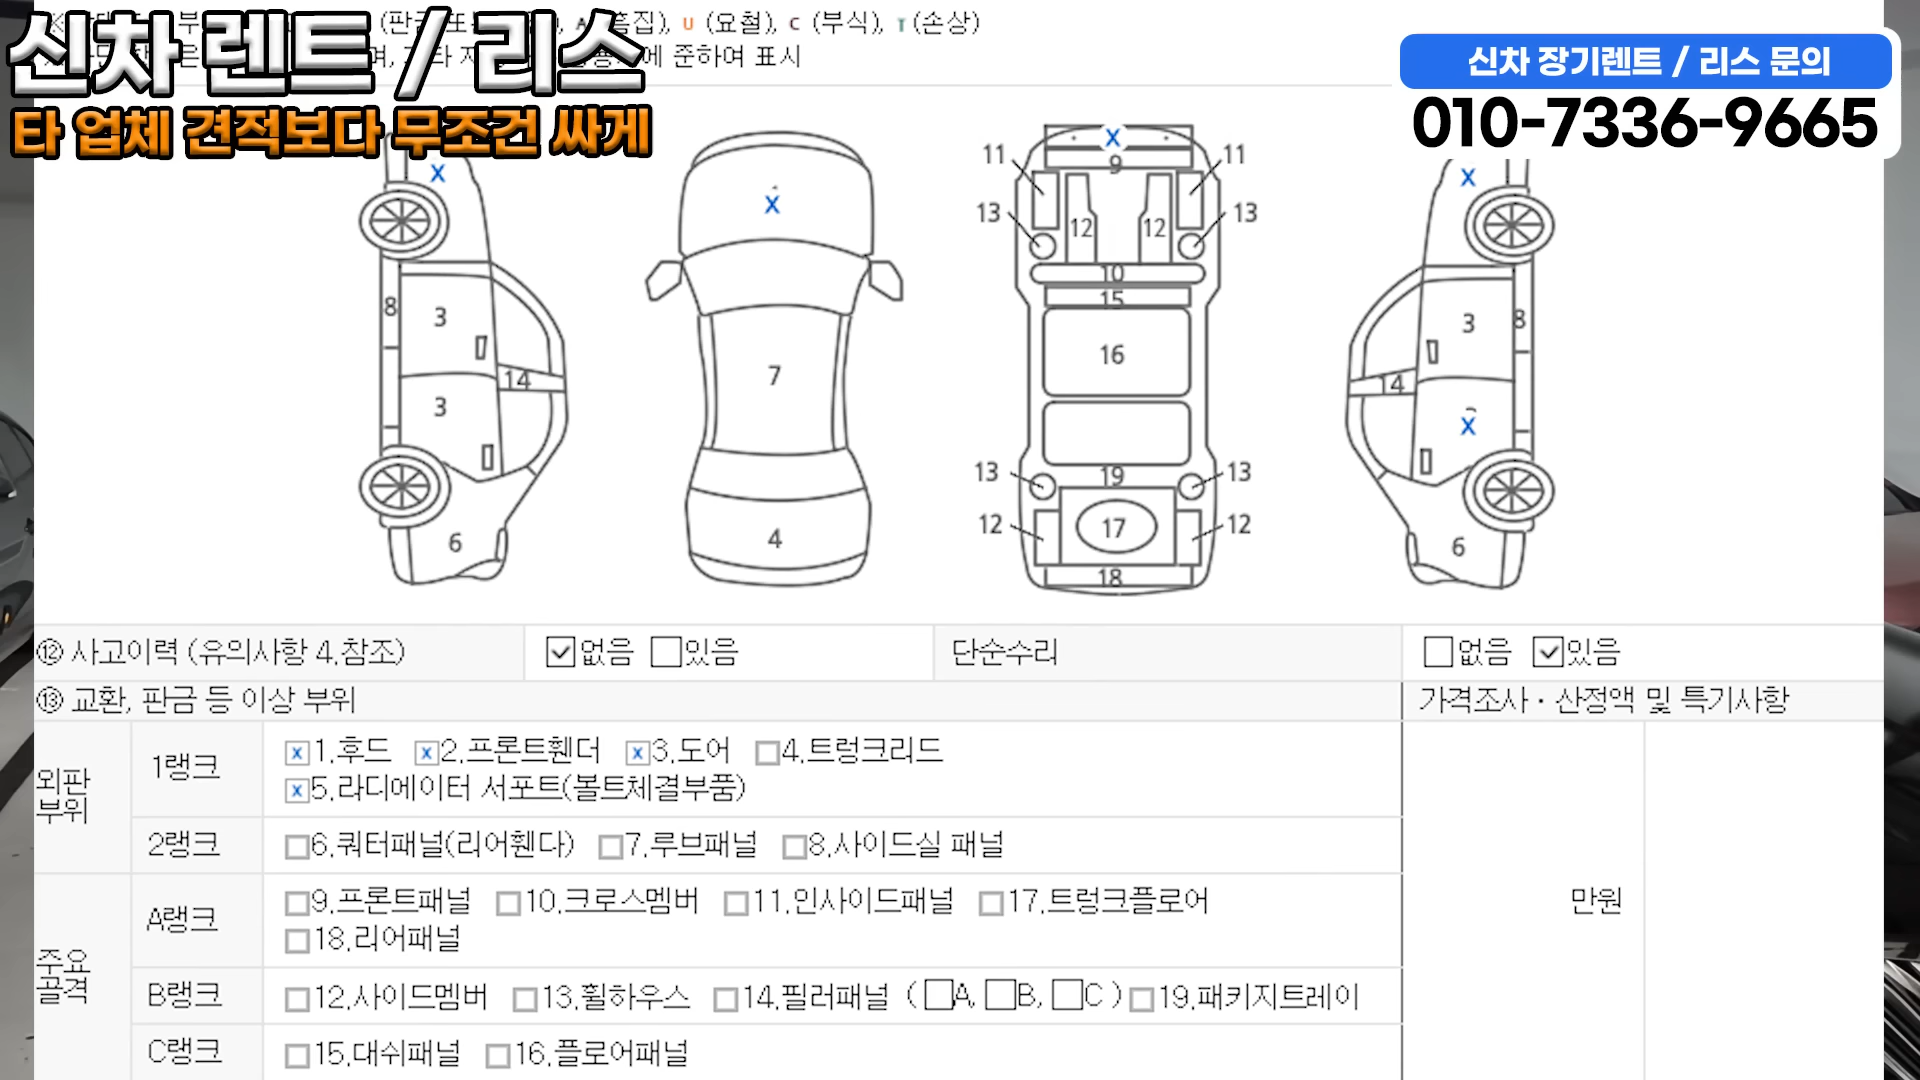 신차 렌트 / 리스
타 업체 견적보다 무조건 싸게
신차 장기렌트 / 리스 문의
010-7336-9665
(판금 또는 A (흠집), U (요철), C (부식), T (손상)
준하여 표시
X
8
3
3
14
6
X
7
4
X
9
11
11
13
13
12
12
10
15
16
13
19
13
12
17
12
18
X
3
8
14
X
6
⑫ 사고이력 (유의사항 4.참조) 없음 있음 단순수리 없음 있음
⑬ 교환, 판금 등 이상 부위 가격조사·산정액 및 특기사항
외판
부위
1랭크
X 1.후드 X 2.프론트휀더 X 3.도어 4.트렁크리드
X 5.라디에이터 서포트(볼트체결부품)
2랭크 6.쿼터패널(리어휀다) 7.루브패널 8.사이드실 패널
주요
골격
A랭크
9.프론트패널 10.크로스멤버 11.인사이드패널 17.트렁크플로어
18.리어패널
만원
B랭크 12.사이드멤버 13.휠하우스 14.필러패널 ( A, B, C ) 19.패키지트레이
C랭크 15.대쉬패널 16.플로어패널